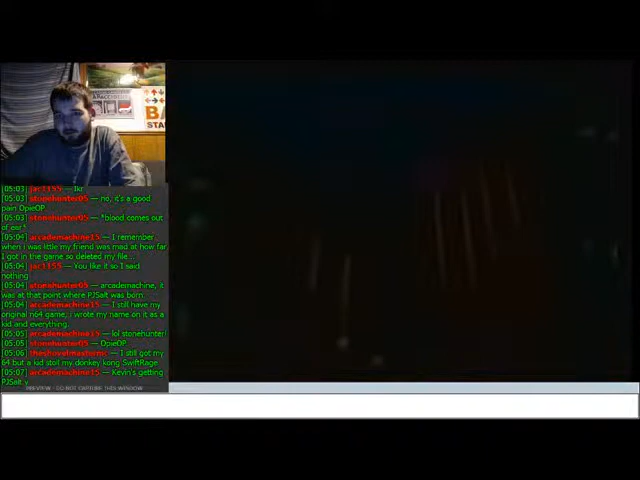 [05:03] jac1155 — Ikr
[05:03] stonehunter05 — no, it's a good
pain OpieOP
[05:03] stonehunter05 — *blood comes out
of ear*
[05:04] arcademachine15 — I remember
when i was little my friend was mad at how far
I got in the game so deleted my file...
[05:04] jac1155 — You like it so I said
nothing
[05:04] stonehunter05 — arcademachine, it
was at that point where PJSalt was born.
[05:04] arcademachine15 — I still have my
original n64 game, i wrote my name on it as a
kid and everything.
[05:05] arcademachine15 — lol stonehunter
[05:05] stonehunter05 — OpieOP
[05:06] — I still got my
64 but a kid stoll my donkey kong SwiftRage
[05:07] arcademachine15 — Kevin's getting
PJSalt y
PREVIEW - DO NOT CAPTURE THIS WINDOW